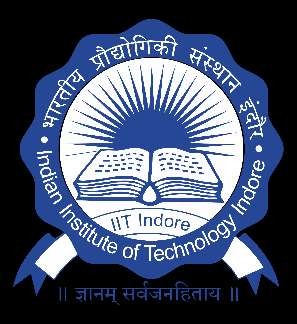 • भारतीय प्रौद्योगिकी संस्थान इंदौर •
IIT Indore
Indian Institute of Technology Indore
॥ ज्ञानम् सर्वजनहिताय ॥